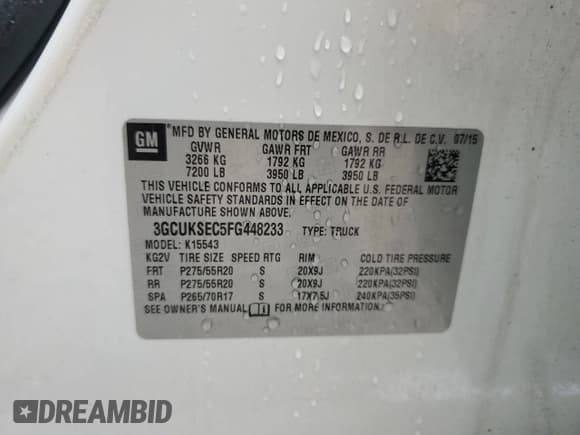 GM
®MFD BY GENERAL MOTORS DE MEXICO, S. DE R.L. DE C.V. 07/15
GVWR GAWR FRT GAWR RR
3266 KG 1792 KG 1792 KG
7200 LB 3950 LB 3950 LB
THIS VEHICLE CONFORMS TO ALL APPLICABLE U.S. FEDERAL MOTOR
VEHICLE SAFETY STANDARDS IN EFFECT ON THE DATE OF
MANUFACTURE SHOWN ABOVE.
3GCUKSEC5FG448233 TYPE: TRUCK
MODEL: K15543
KG2V TIRE SIZE SPEED RTG RIM COLD TIRE PRESSURE
FRT P275/55R20 S 20X9J 220KPA(32PSI)
RR P275/55R20 S 20X9J 220KPA(32PSI)
SPA P265/70R17 S 17X7.5J 240KPA(35PSI)
SEE OWNER'S MANUAL FOR MORE INFORMATION.
DREAMBID